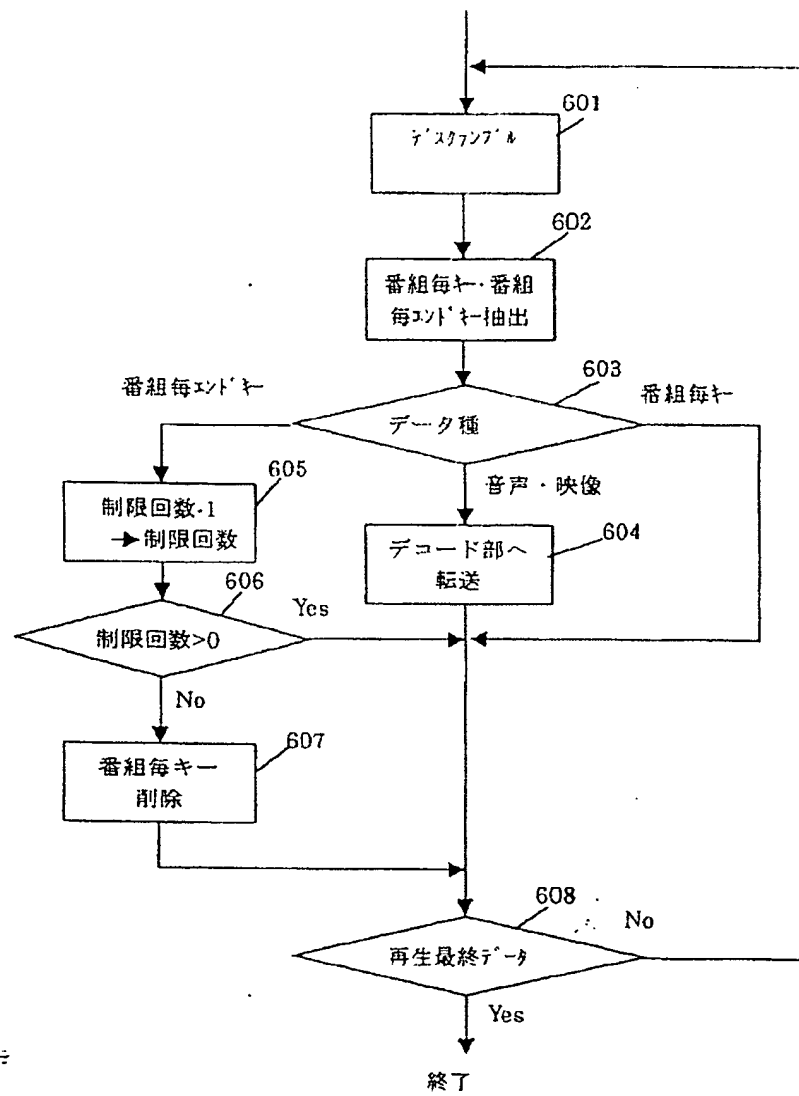 601
ﾃﾞｽｸﾗﾝﾌﾞﾙ
602
番組毎キー・番組
毎ｴﾝﾄﾞｷｰ抽出
603
番組毎ｴﾝﾄﾞｷｰ
番組毎キー
データ種
605
制限回数-1
→制限回数
音声・映像
604
デコード部へ
転送
606
Yes
制限回数>0
No
607
番組毎キー
削除
608
No
再生最終ﾃﾞｰﾀ
Yes
終了